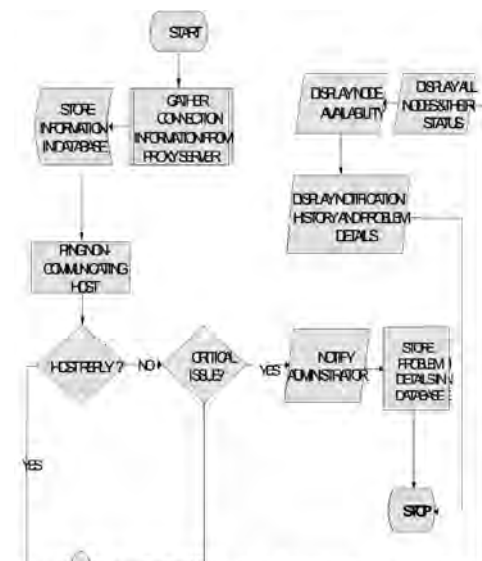 START
GATHER
CONNECTION
INFORMATION FROM
PROXY SERVER
STORE
INFORMATION
IN DATABASE
DISPLAY NODE
AVAILABILITY
DISPLAY ALL
NODES & THEIR
STATUS
DISPLAY NOTIFICATION
HISTORY AND PROBLEM
DETAILS
PING NON-
COMMUNICATING
HOST
HOST REPLY ?
NO
CRITICAL
ISSUE?
YES
NOTIFY
ADMINISTRATOR
STORE
PROBLEM
DETAILS IN
DATABASE
YES
STOP